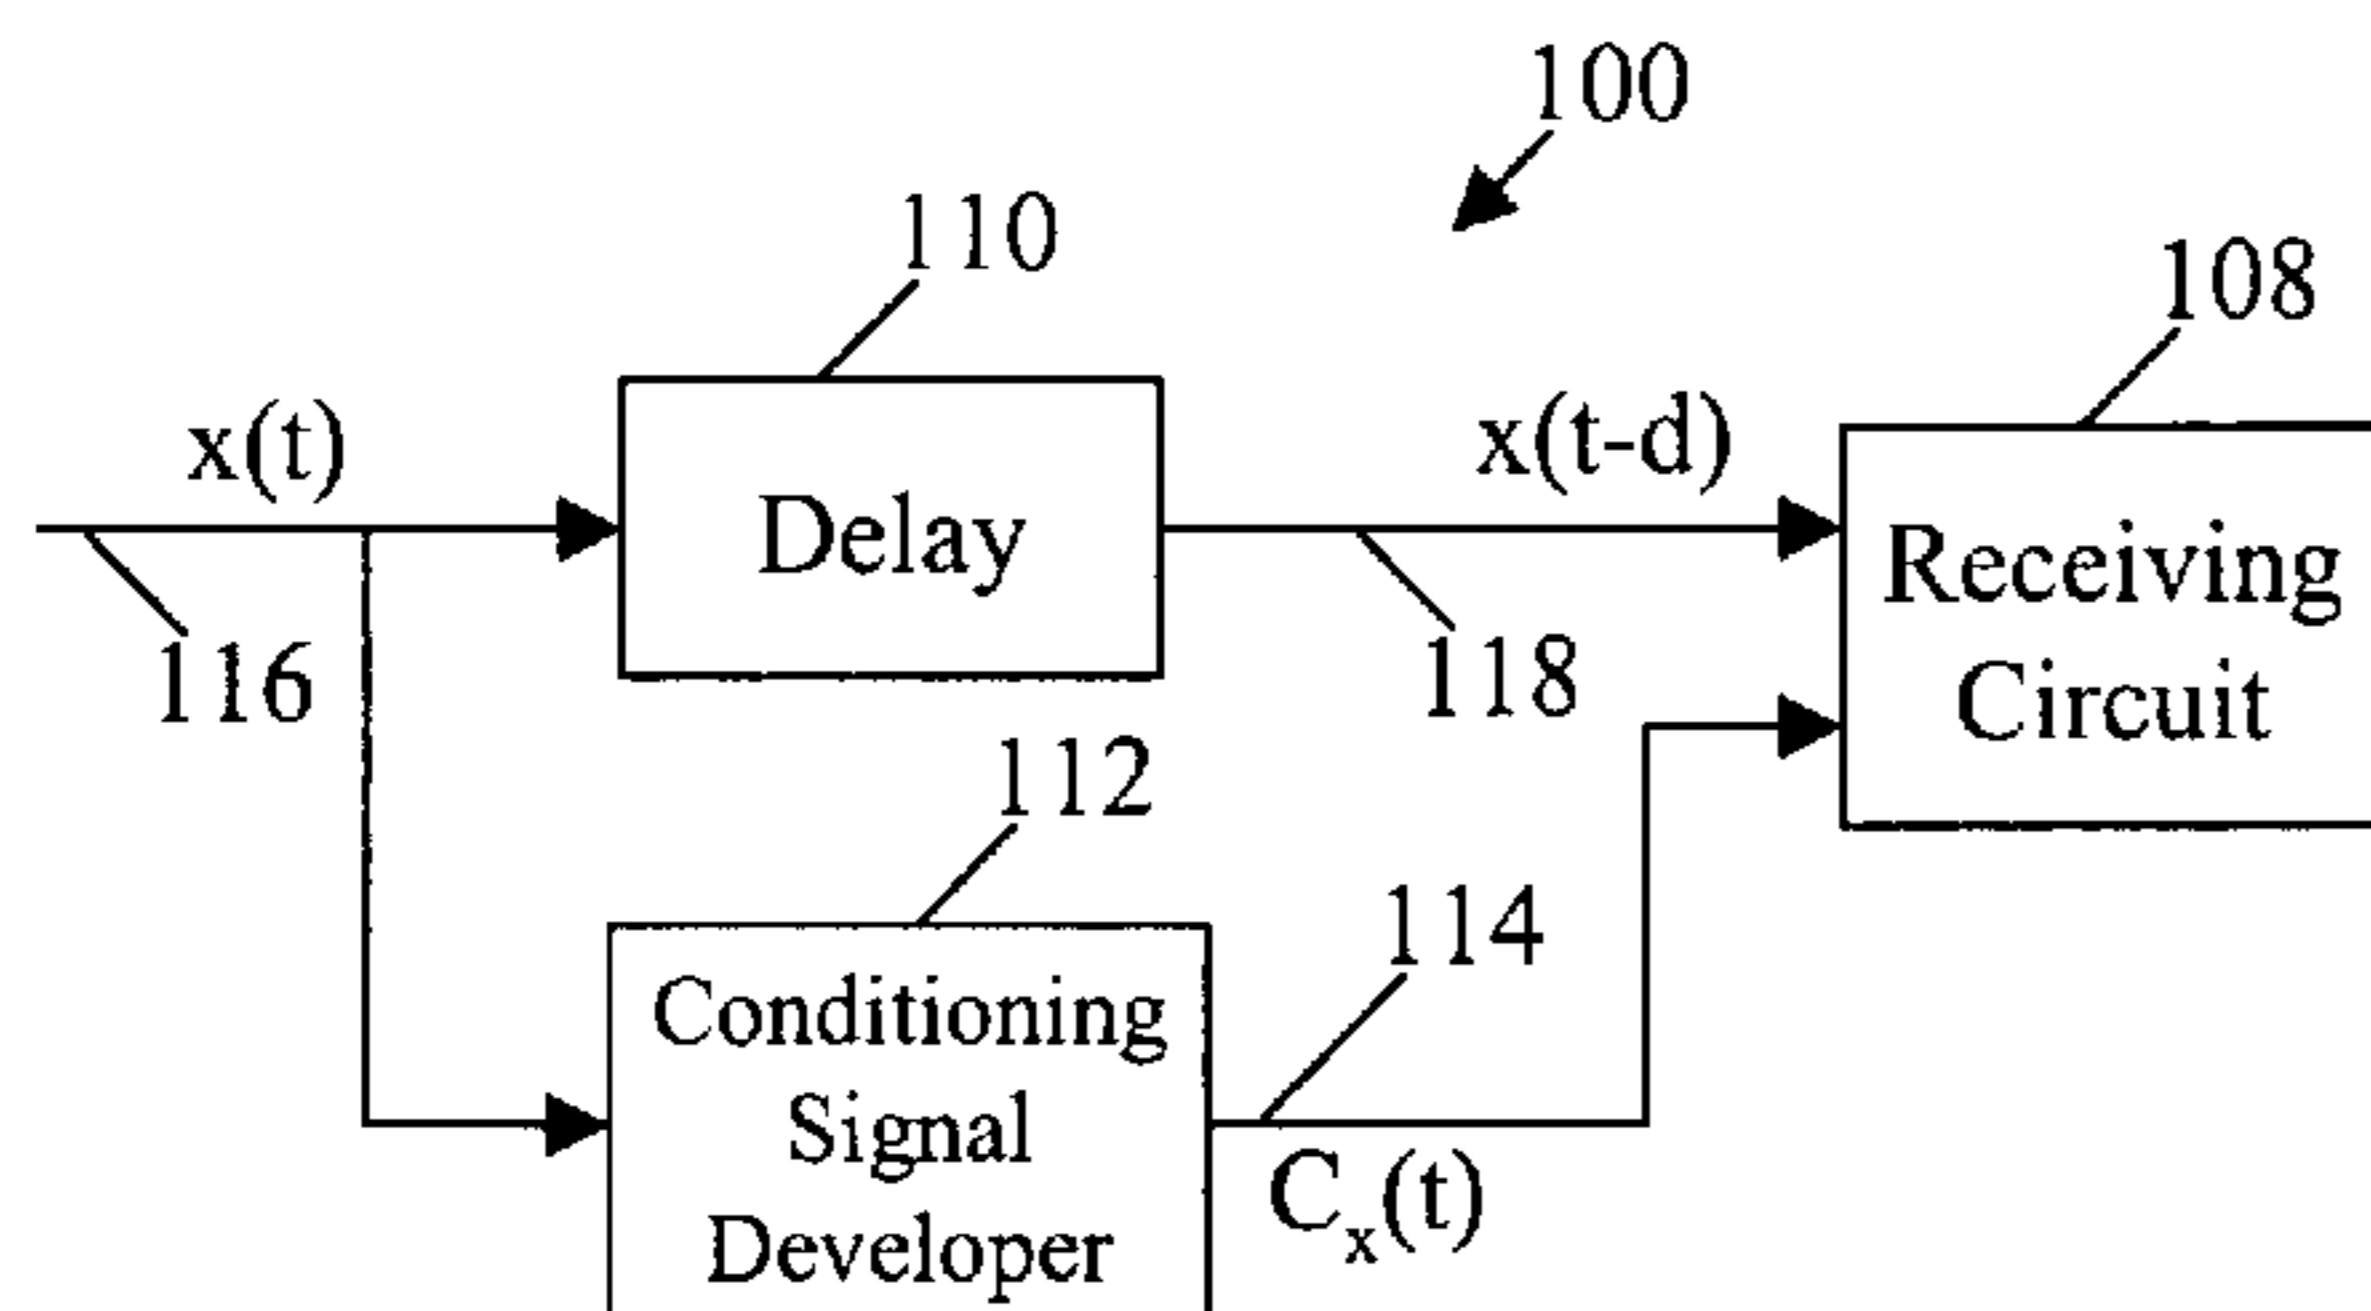 100
110
108
x(t)
x(t-d)
Delay
Receiving
Circuit
116
118
112
114
Conditioning
Signal
Developer
Cₓ(t)